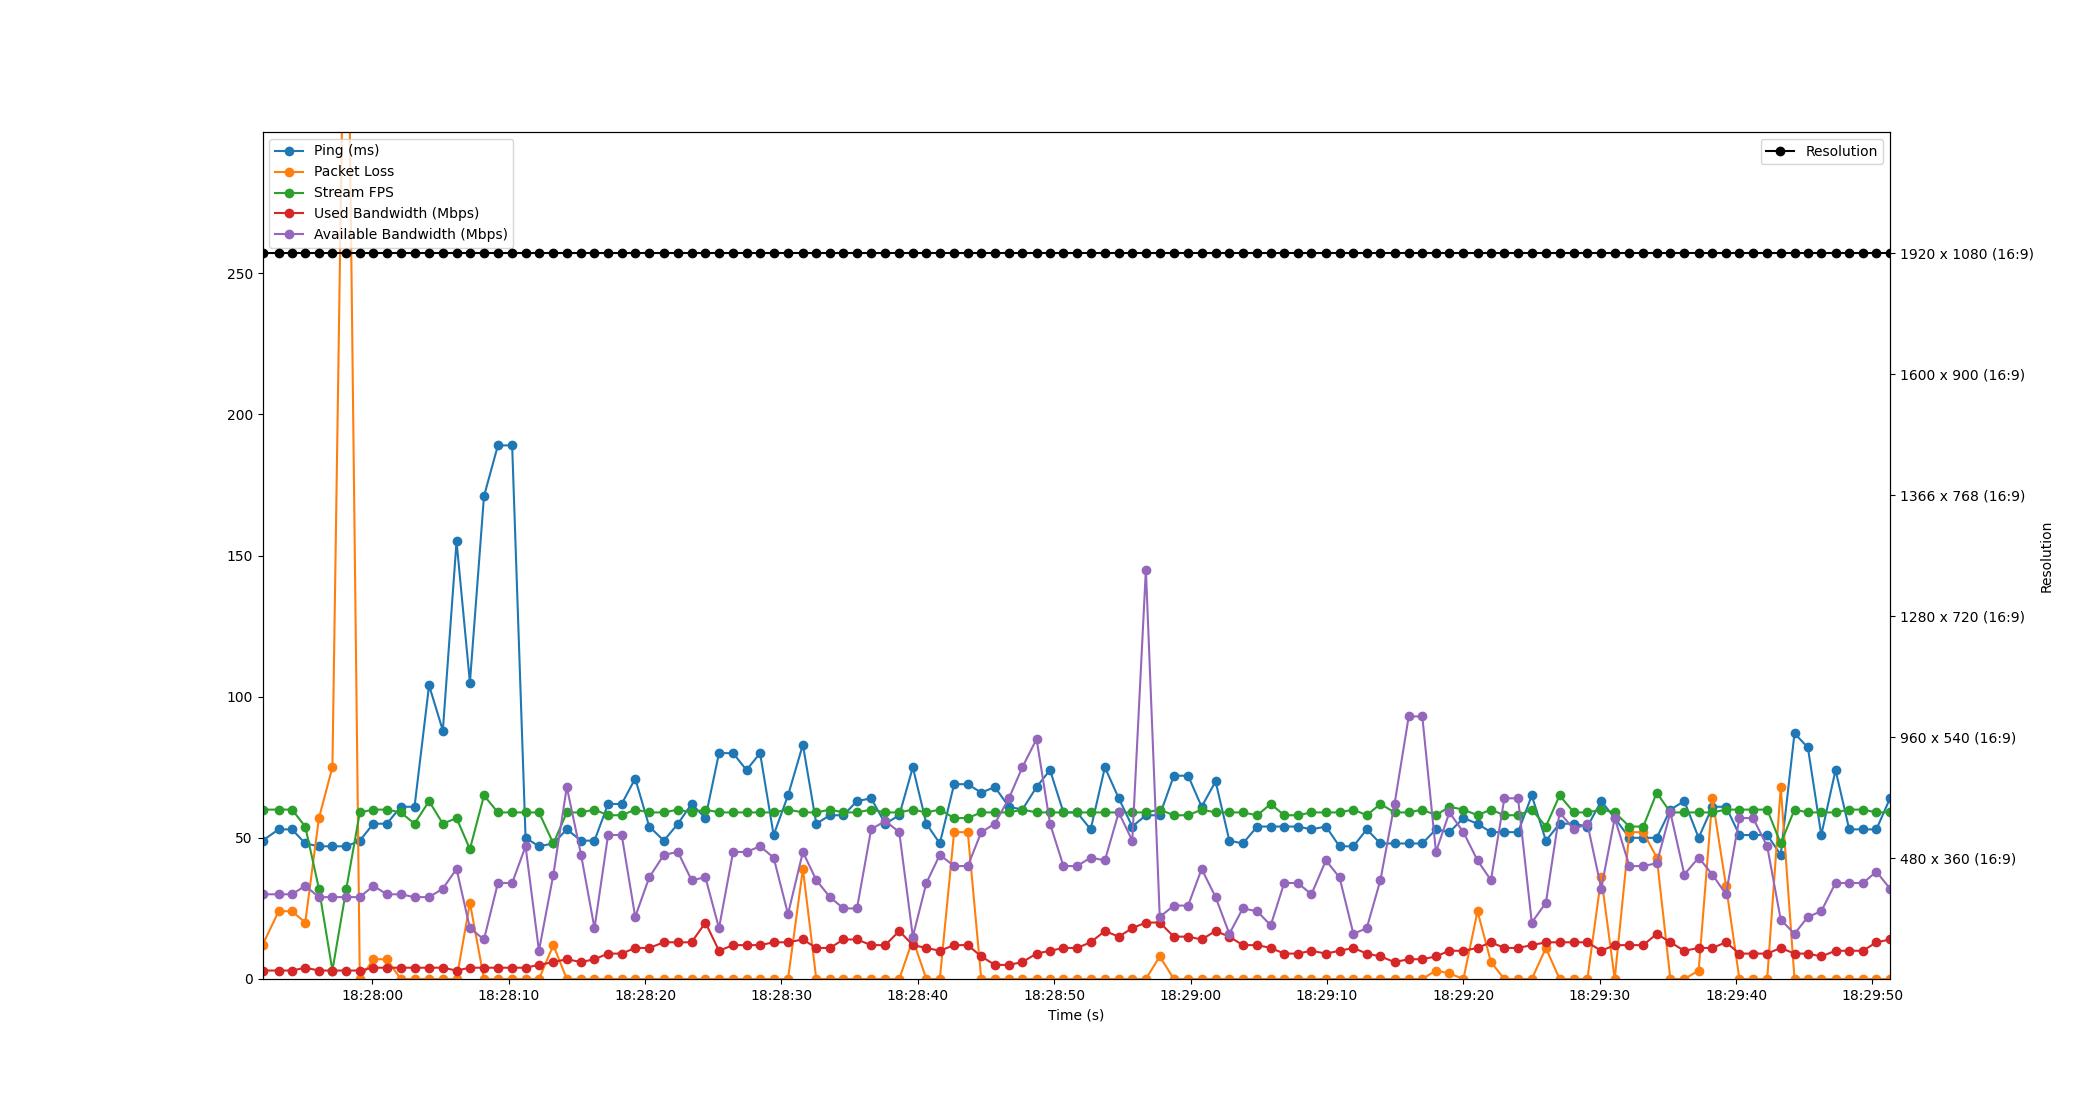 Ping (ms)
Packet Loss
Stream FPS
Used Bandwidth (Mbps)
Available Bandwidth (Mbps)
Resolution
250
200
150
100
50
0
1920 x 1080 (16:9)
1600 x 900 (16:9)
1366 x 768 (16:9)
1280 x 720 (16:9)
960 x 540 (16:9)
480 x 360 (16:9)
Resolution
18:28:00 18:28:10 18:28:20 18:28:30 18:28:40 18:28:50 18:29:00 18:29:10 18:29:20 18:29:30 18:29:40 18:29:50
Time (s)